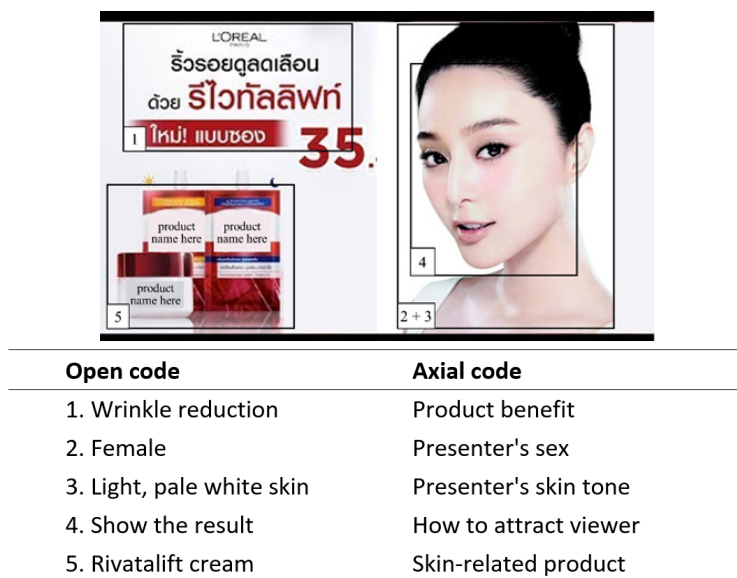 L'ORÉAL
PARIS
ริ้วรอยดูลดเลือน
ด้วย รีไวทัลลิฟท์
1
ใหม่! แบบซอง
35.
product
name here
product
name here
product
name here
5
4
2 + 3
Open code Axial code
1. Wrinkle reduction Product benefit
2. Female Presenter's sex
3. Light, pale white skin Presenter's skin tone
4. Show the result How to attract viewer
5. Rivatalift cream Skin-related product